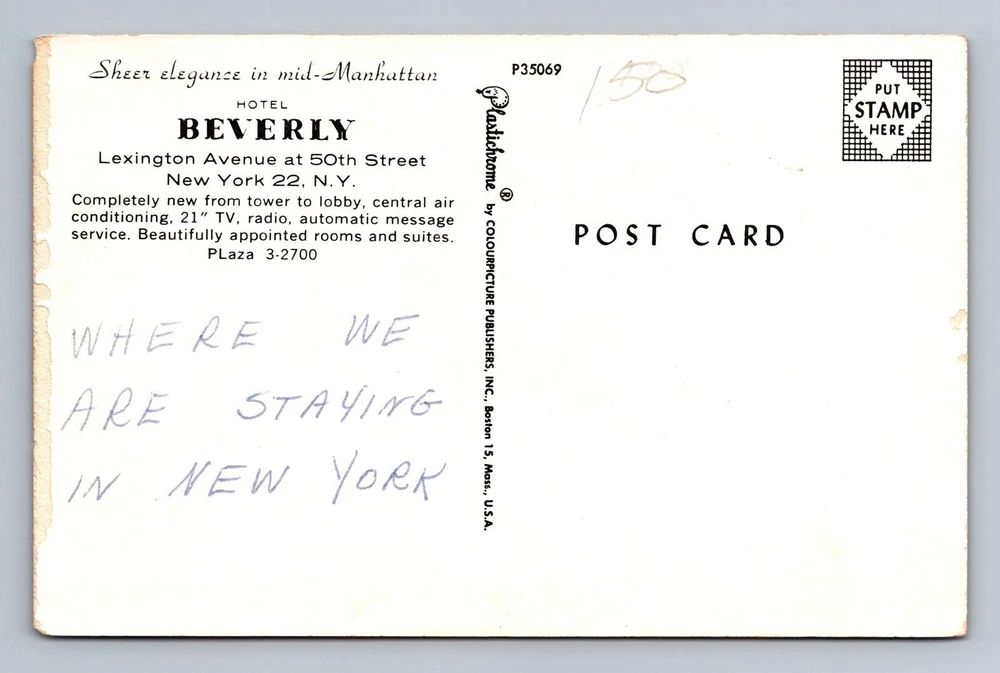 Sheer elegance in mid-Manhattan
HOTEL
BEVERLY
Lexington Avenue at 50th Street
New York 22, N.Y.
Completely new from tower to lobby, central air
conditioning, 21" TV, radio, automatic message
service. Beautifully appointed rooms and suites.
PLaza 3-2700
WHERE WE
ARE STAYING
IN NEW YORK
P35069
Plastichrome ® by COLOURPICTURE PUBLISHERS, INC., Boston 15, Mass., U.S.A.
150
PUT
STAMP
HERE
POST CARD